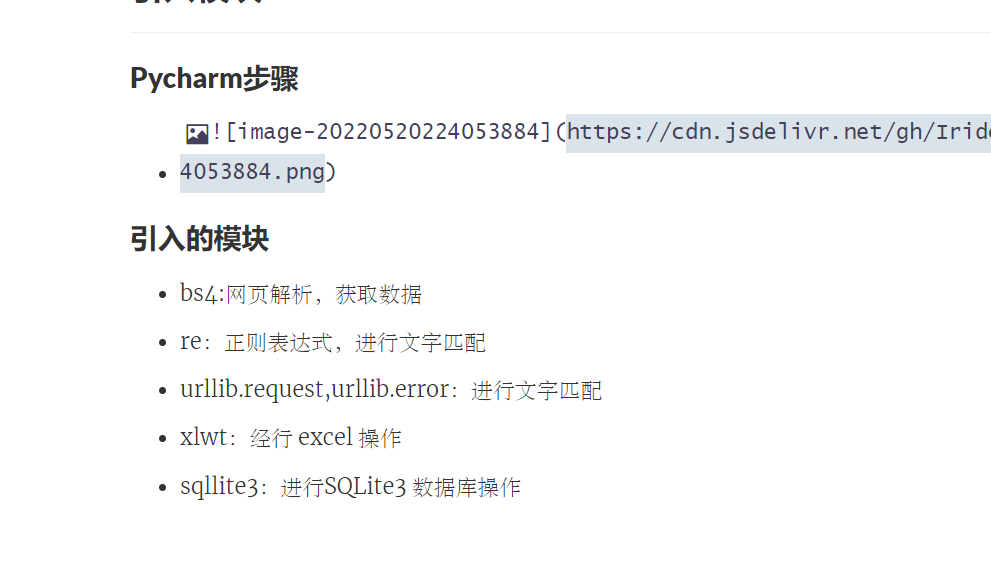 Pycharm步骤
![image-20220520224053884](https://cdn.jsdelivr.net/gh/Irid
4053884.png)
引入的模块
bs4:网页解析，获取数据
re：正则表达式，进行文字匹配
urllib.request,urllib.error：进行文字匹配
xlwt：经行 excel 操作
sqllite3：进行SQLite3 数据库操作